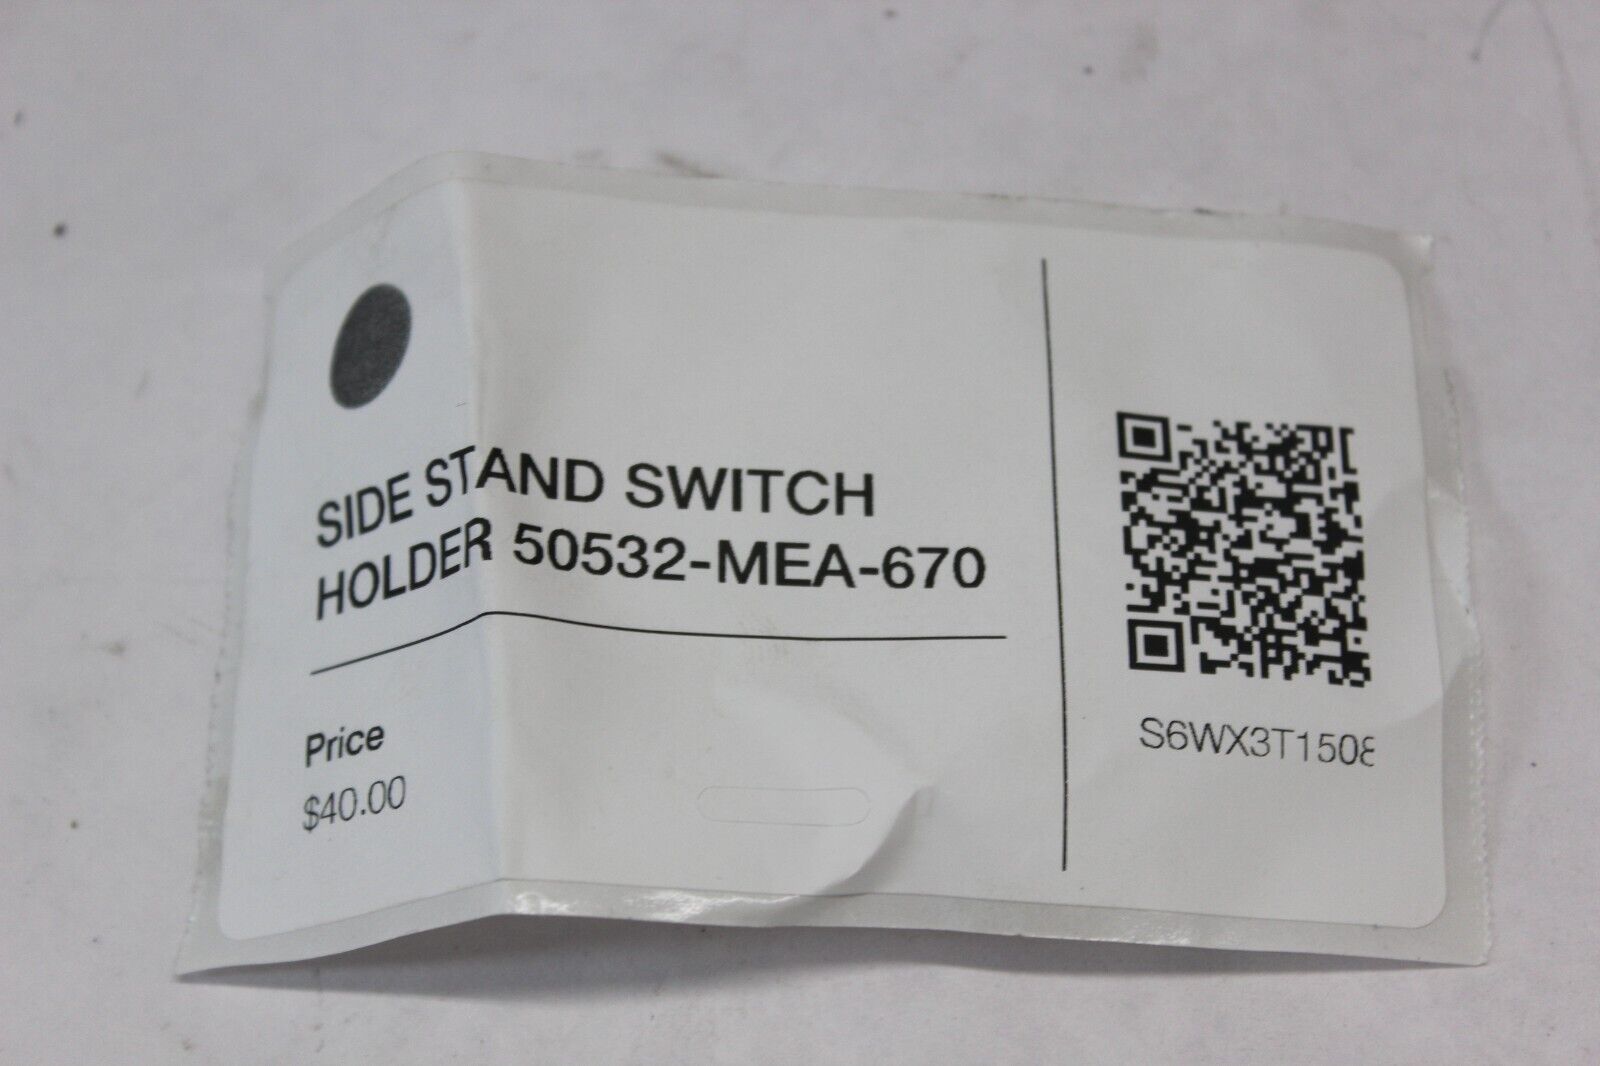 SIDE STAND SWITCH
HOLDER 50532-MEA-670
Price
$40.00
S6WX3T1508